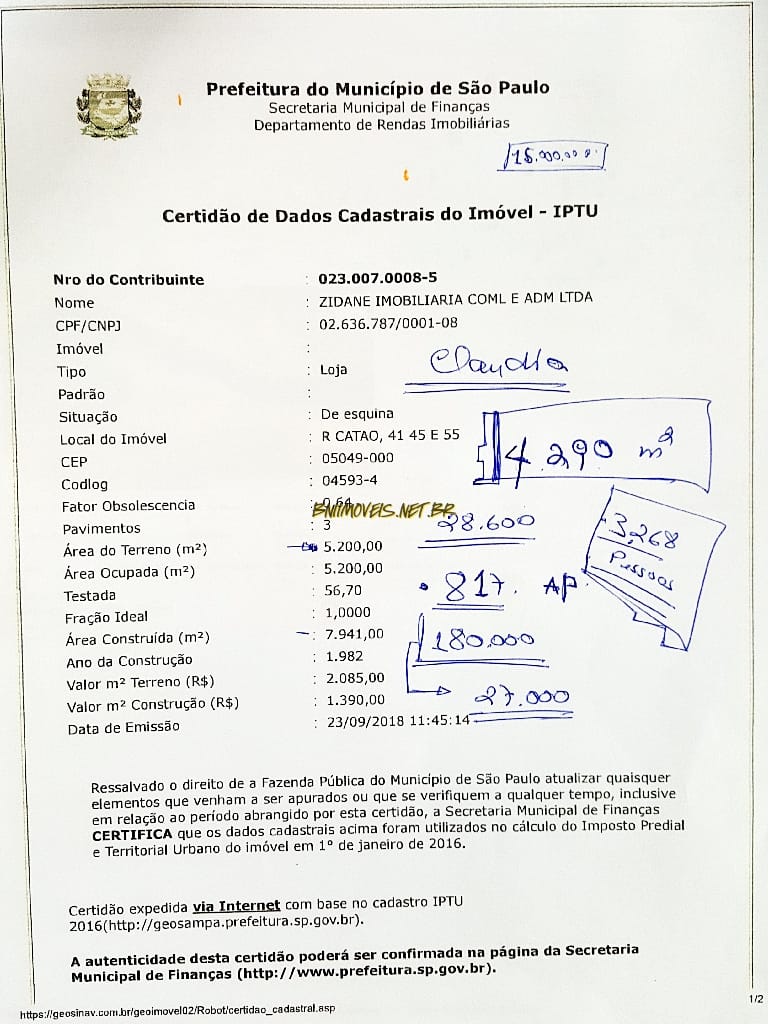 Prefeitura do Município de São Paulo
Secretaria Municipal de Finanças
Departamento de Rendas Imobiliárias
Certidão de Dados Cadastrais do Imóvel - IPTU
Nro do Contribuinte : 023.007.0008-5
Nome : ZIDANE IMOBILIARIA COML E ADM LTDA
CPF/CNPJ : 02.636.787/0001-08
Imóvel :
Claudia
Tipo : Loja
Padrão :
Situação : De esquina
Local do Imóvel : R CATAO, 41 45 E 55
4.290 m²
CEP : 05049-000
Codlog : 04593-4
Fator Obsolescencia : 0,64
BNIMOVEIS.NET.BR
28.600
3,268
Pessoas
Pavimentos : 3
Área do Terreno (m²) : 5.200,00
Área Ocupada (m²) : 5.200,00
817. AP
Testada : 56,70
Fração Ideal : 1,0000
Área Construída (m²) : 7.941,00
180.000
Ano da Construção : 1.982
Valor m² Terreno (R$) : 2.085,00
Valor m² Construção (R$) : 1.390,00
27.000
Data de Emissão : 23/09/2018 11:45:14
Ressalvado o direito de a Fazenda Pública do Município de São Paulo atualizar quaisquer
elementos que venham a ser apurados ou que se verifiquem a qualquer tempo, inclusive
em relação ao período abrangido por esta certidão, a Secretaria Municipal de Finanças
CERTIFICA que os dados cadastrais acima foram utilizados no cálculo do Imposto Predial
e Territorial Urbano do imóvel em 1º de janeiro de 2016.
Certidão expedida via Internet com base no cadastro IPTU
2016(http://geosampa.prefeitura.sp.gov.br).
A autenticidade desta certidão poderá ser confirmada na página da Secretaria
Municipal de Finanças (http://www.prefeitura.sp.gov.br).
1/2
https://geosinav.com.br/geoimovel02/Robot/certidao_cadastral.asp